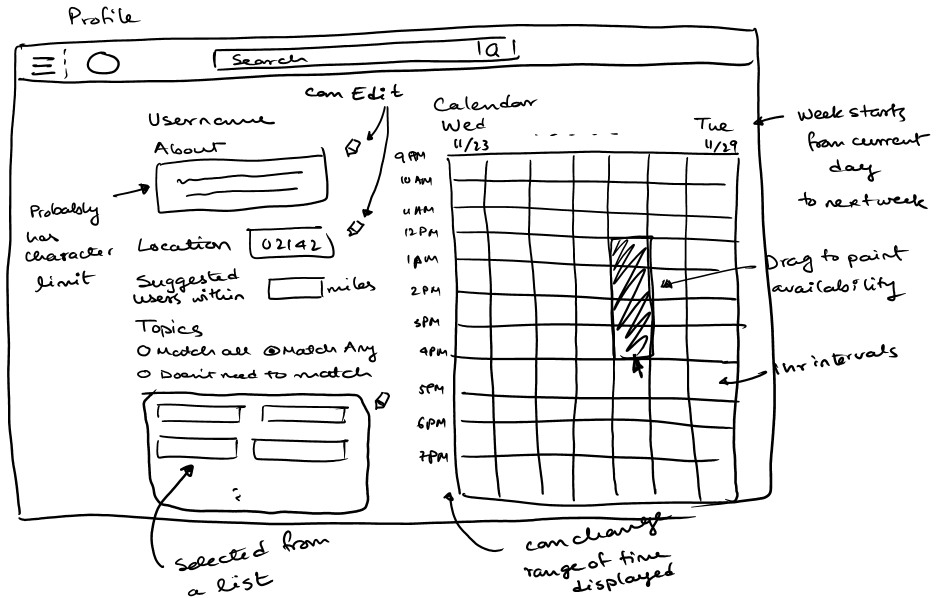 Profile
Search
can Edit
Username
About
Probably
has
character
limit
Location 02142
Suggested
users within miles
Topics
Match all Match Any
Doesn't need to match
Selected from
a list
Calendar
Wed Tue
11/23 11/29
9PM
10AM
11AM
12PM
1PM
2PM
3PM
4PM
5PM
6PM
7PM
week starts
from current
day
to next week
Drag to paint
availability
1hr intervals
can change
range of time
displayed